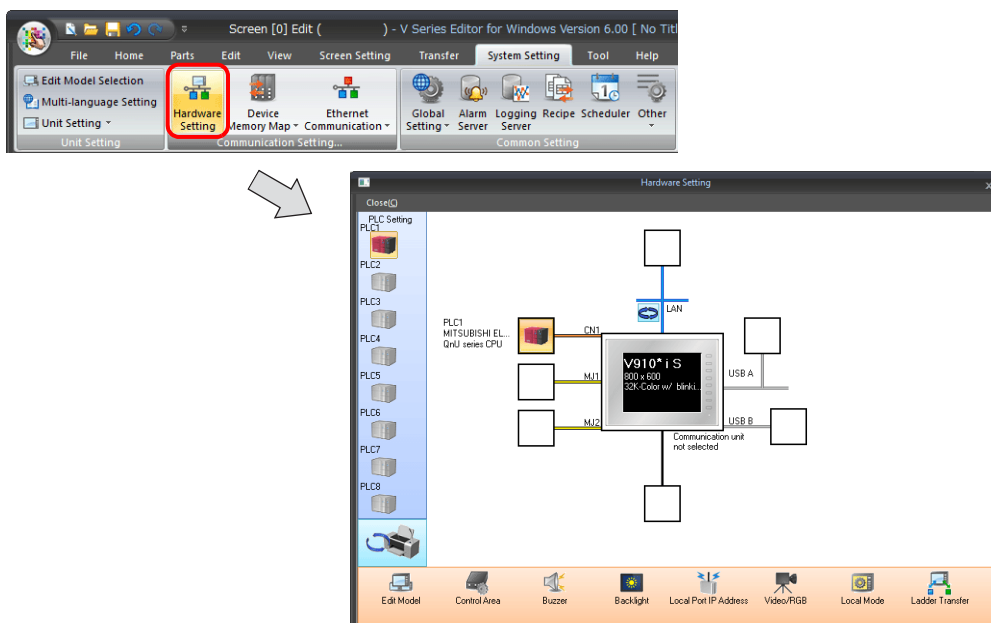 Screen [0] Edit ( ) - V Series Editor for Windows Version 6.00 [ No Titl
File Home Parts Edit View Screen Setting Transfer System Setting Tool Help
Edit Model Selection
Multi-language Setting
Unit Setting
Hardware
Setting
Device
Memory Map
Ethernet
Communication
Global
Setting
Alarm
Server
Logging
Server
Recipe
Scheduler
Other
Unit Setting
Communication Setting...
Common Setting
Hardware Setting
Close(C)
PLC Setting
PLC1
PLC2
PLC3
PLC4
PLC5
PLC6
PLC7
PLC8
LAN
PLC1
MITSUBISHI EL...
QnU series CPU
CN1
MJ1
MJ2
V910* i S
800 x 600
32K-Color w/ blinki...
USB A
USB B
Communication unit
not selected
Edit Model
Control Area
Buzzer
Backlight
Local Port IP Address
Video/RGB
Local Mode
Ladder Transfer